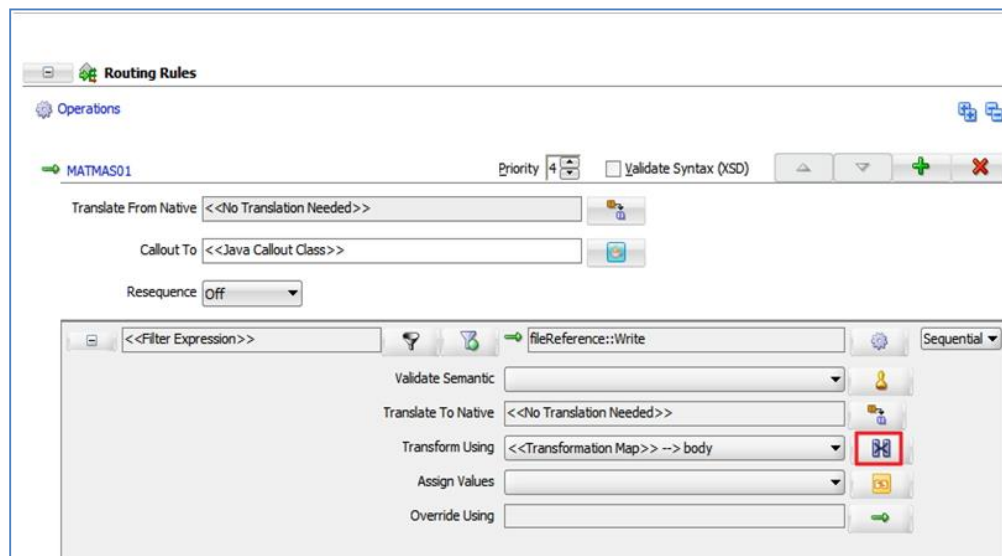 Routing Rules
Operations
MATMAS01 Priority 4 Validate Syntax (XSD)
Translate From Native <<No Translation Needed>>
Callout To <<Java Callout Class>>
Resequence Off
<<Filter Expression>> fileReference::Write Sequential
Validate Semantic
Translate To Native <<No Translation Needed>>
Transform Using <<Transformation Map>> --> body
Assign Values
Override Using